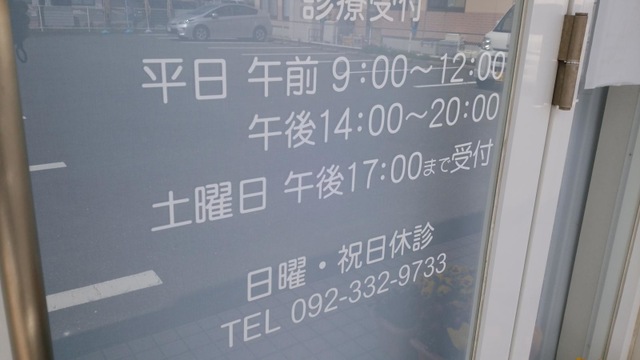 診療受付
平日 午前 9:00～12:00
午後14:00～20:00
土曜日 午後17:00まで受付
日曜・祝日休診
TEL 092-332-9733